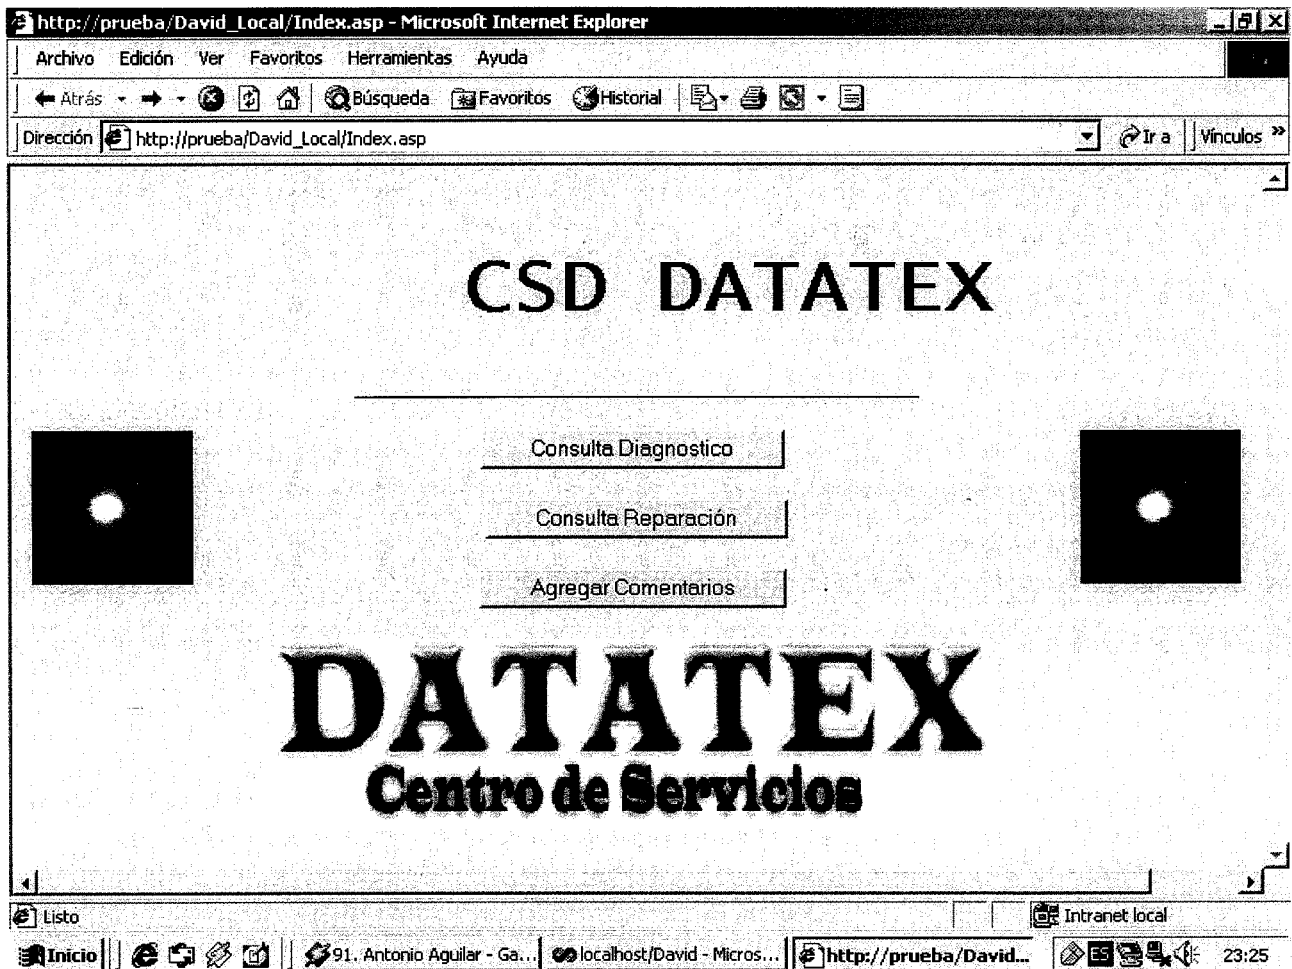 http://prueba/David_Local/Index.asp - Microsoft Internet Explorer
Archivo Edición Ver Favoritos Herramientas Ayuda
Atrás Búsqueda Favoritos Historial
Dirección http://prueba/David_Local/Index.asp Ir a Vínculos »
CSD DATATEX
Consulta Diagnostico
Consulta Reparación
Agregar Comentarios
DATATEX
Centro de Servicios
Listo Intranet local
Inicio 91. Antonio Aguilar - Ga... localhost/David - Micros... http://prueba/David... ES 23:25